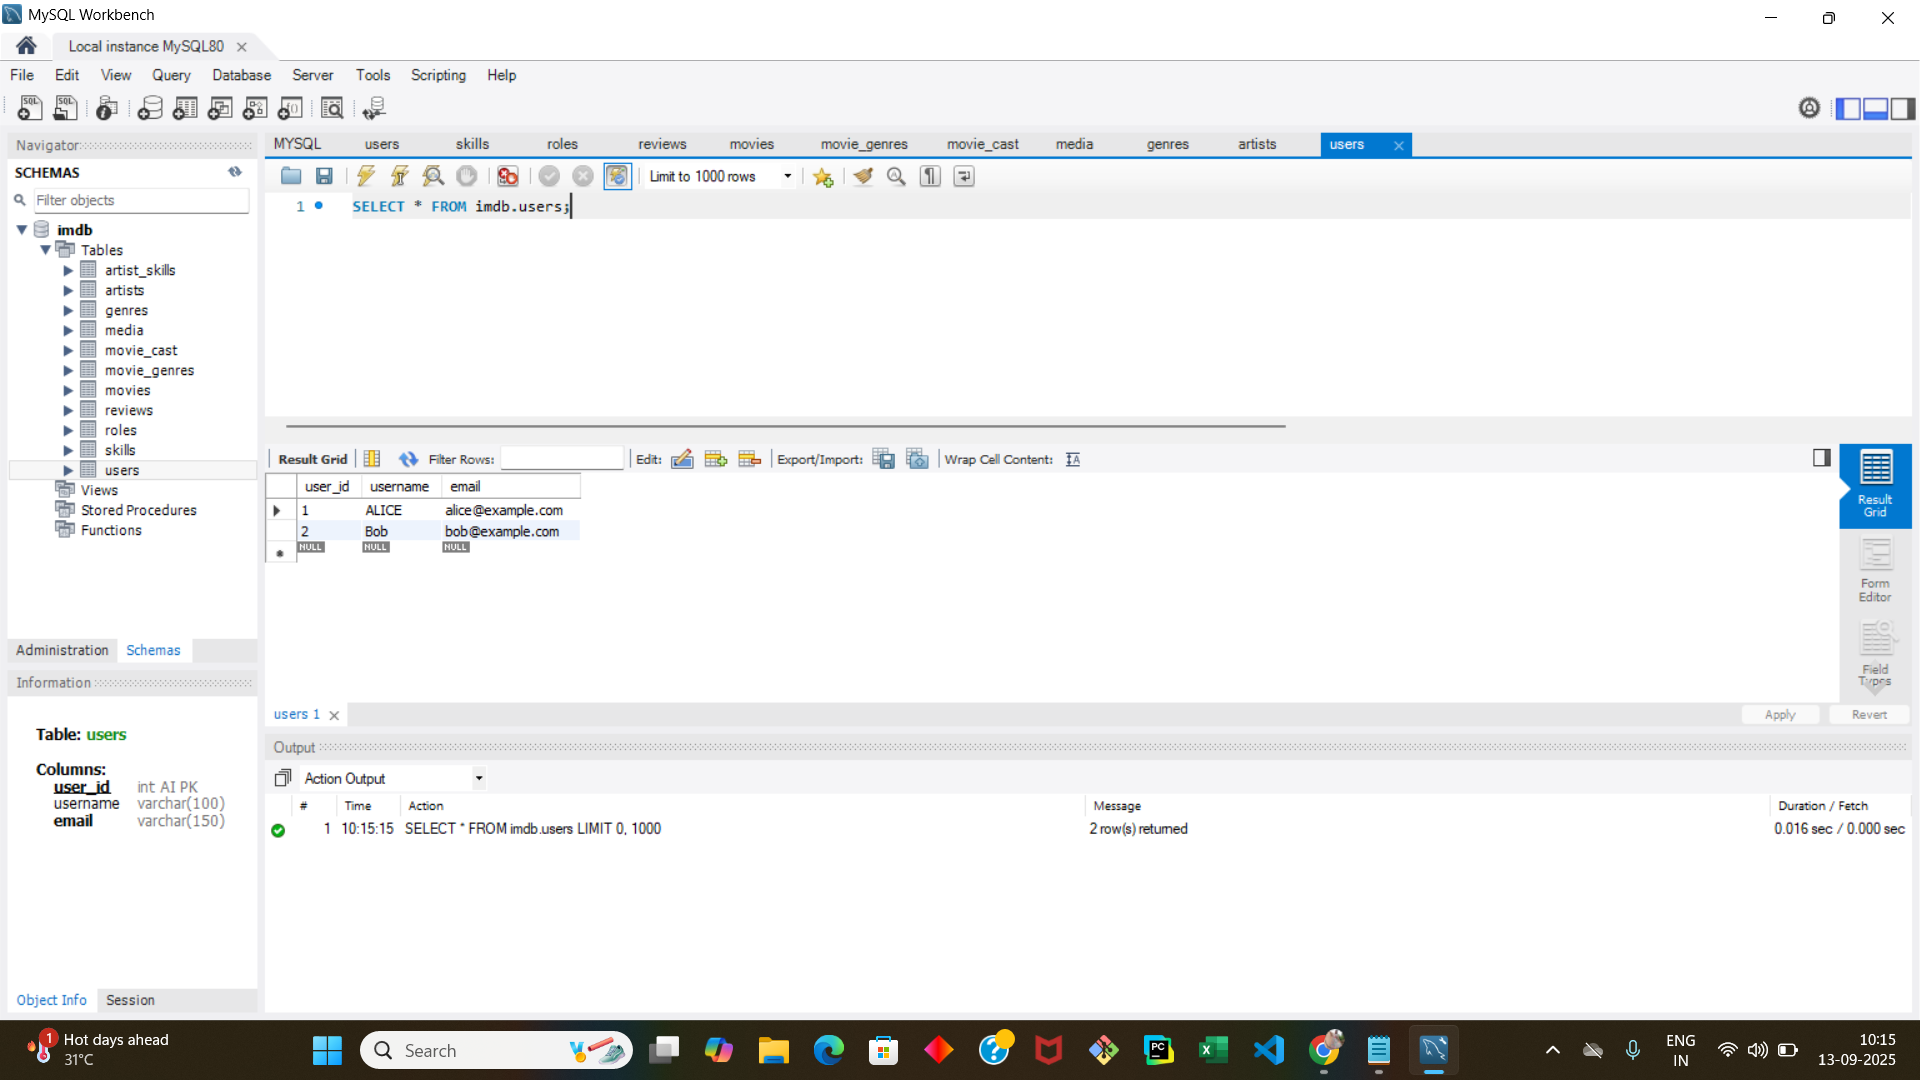 MySQL Workbench
Local instance MySQL80
File Edit View Query Database Server Tools Scripting Help
Navigator
SCHEMAS
Filter objects
imdb
Tables
artist_skills
artists
genres
media
movie_cast
movie_genres
movies
reviews
roles
skills
users
Views
Stored Procedures
Functions
Administration Schemas
Information
Table: users
Columns:
user_id int AI PK
username varchar(100)
email varchar(150)
Object Info Session
MYSQL users skills roles reviews movies movie_genres movie_cast media genres artists users
Limit to 1000 rows
1 SELECT * FROM imdb.users;
Result Grid Filter Rows: Edit: Export/Import: Wrap Cell Content:
user_id username email
1 ALICE alice@example.com
2 Bob bob@example.com
NULL NULL NULL
Result
Grid
Form
Editor
Field
Types
users 1
Apply Revert
Output
Action Output
# Time Action Message Duration / Fetch
1 10:15:15 SELECT * FROM imdb.users LIMIT 0, 1000 2 row(s) returned 0.016 sec / 0.000 sec
1
Hot days ahead
31°C
Search
PC
ENG
IN
10:15
13-09-2025